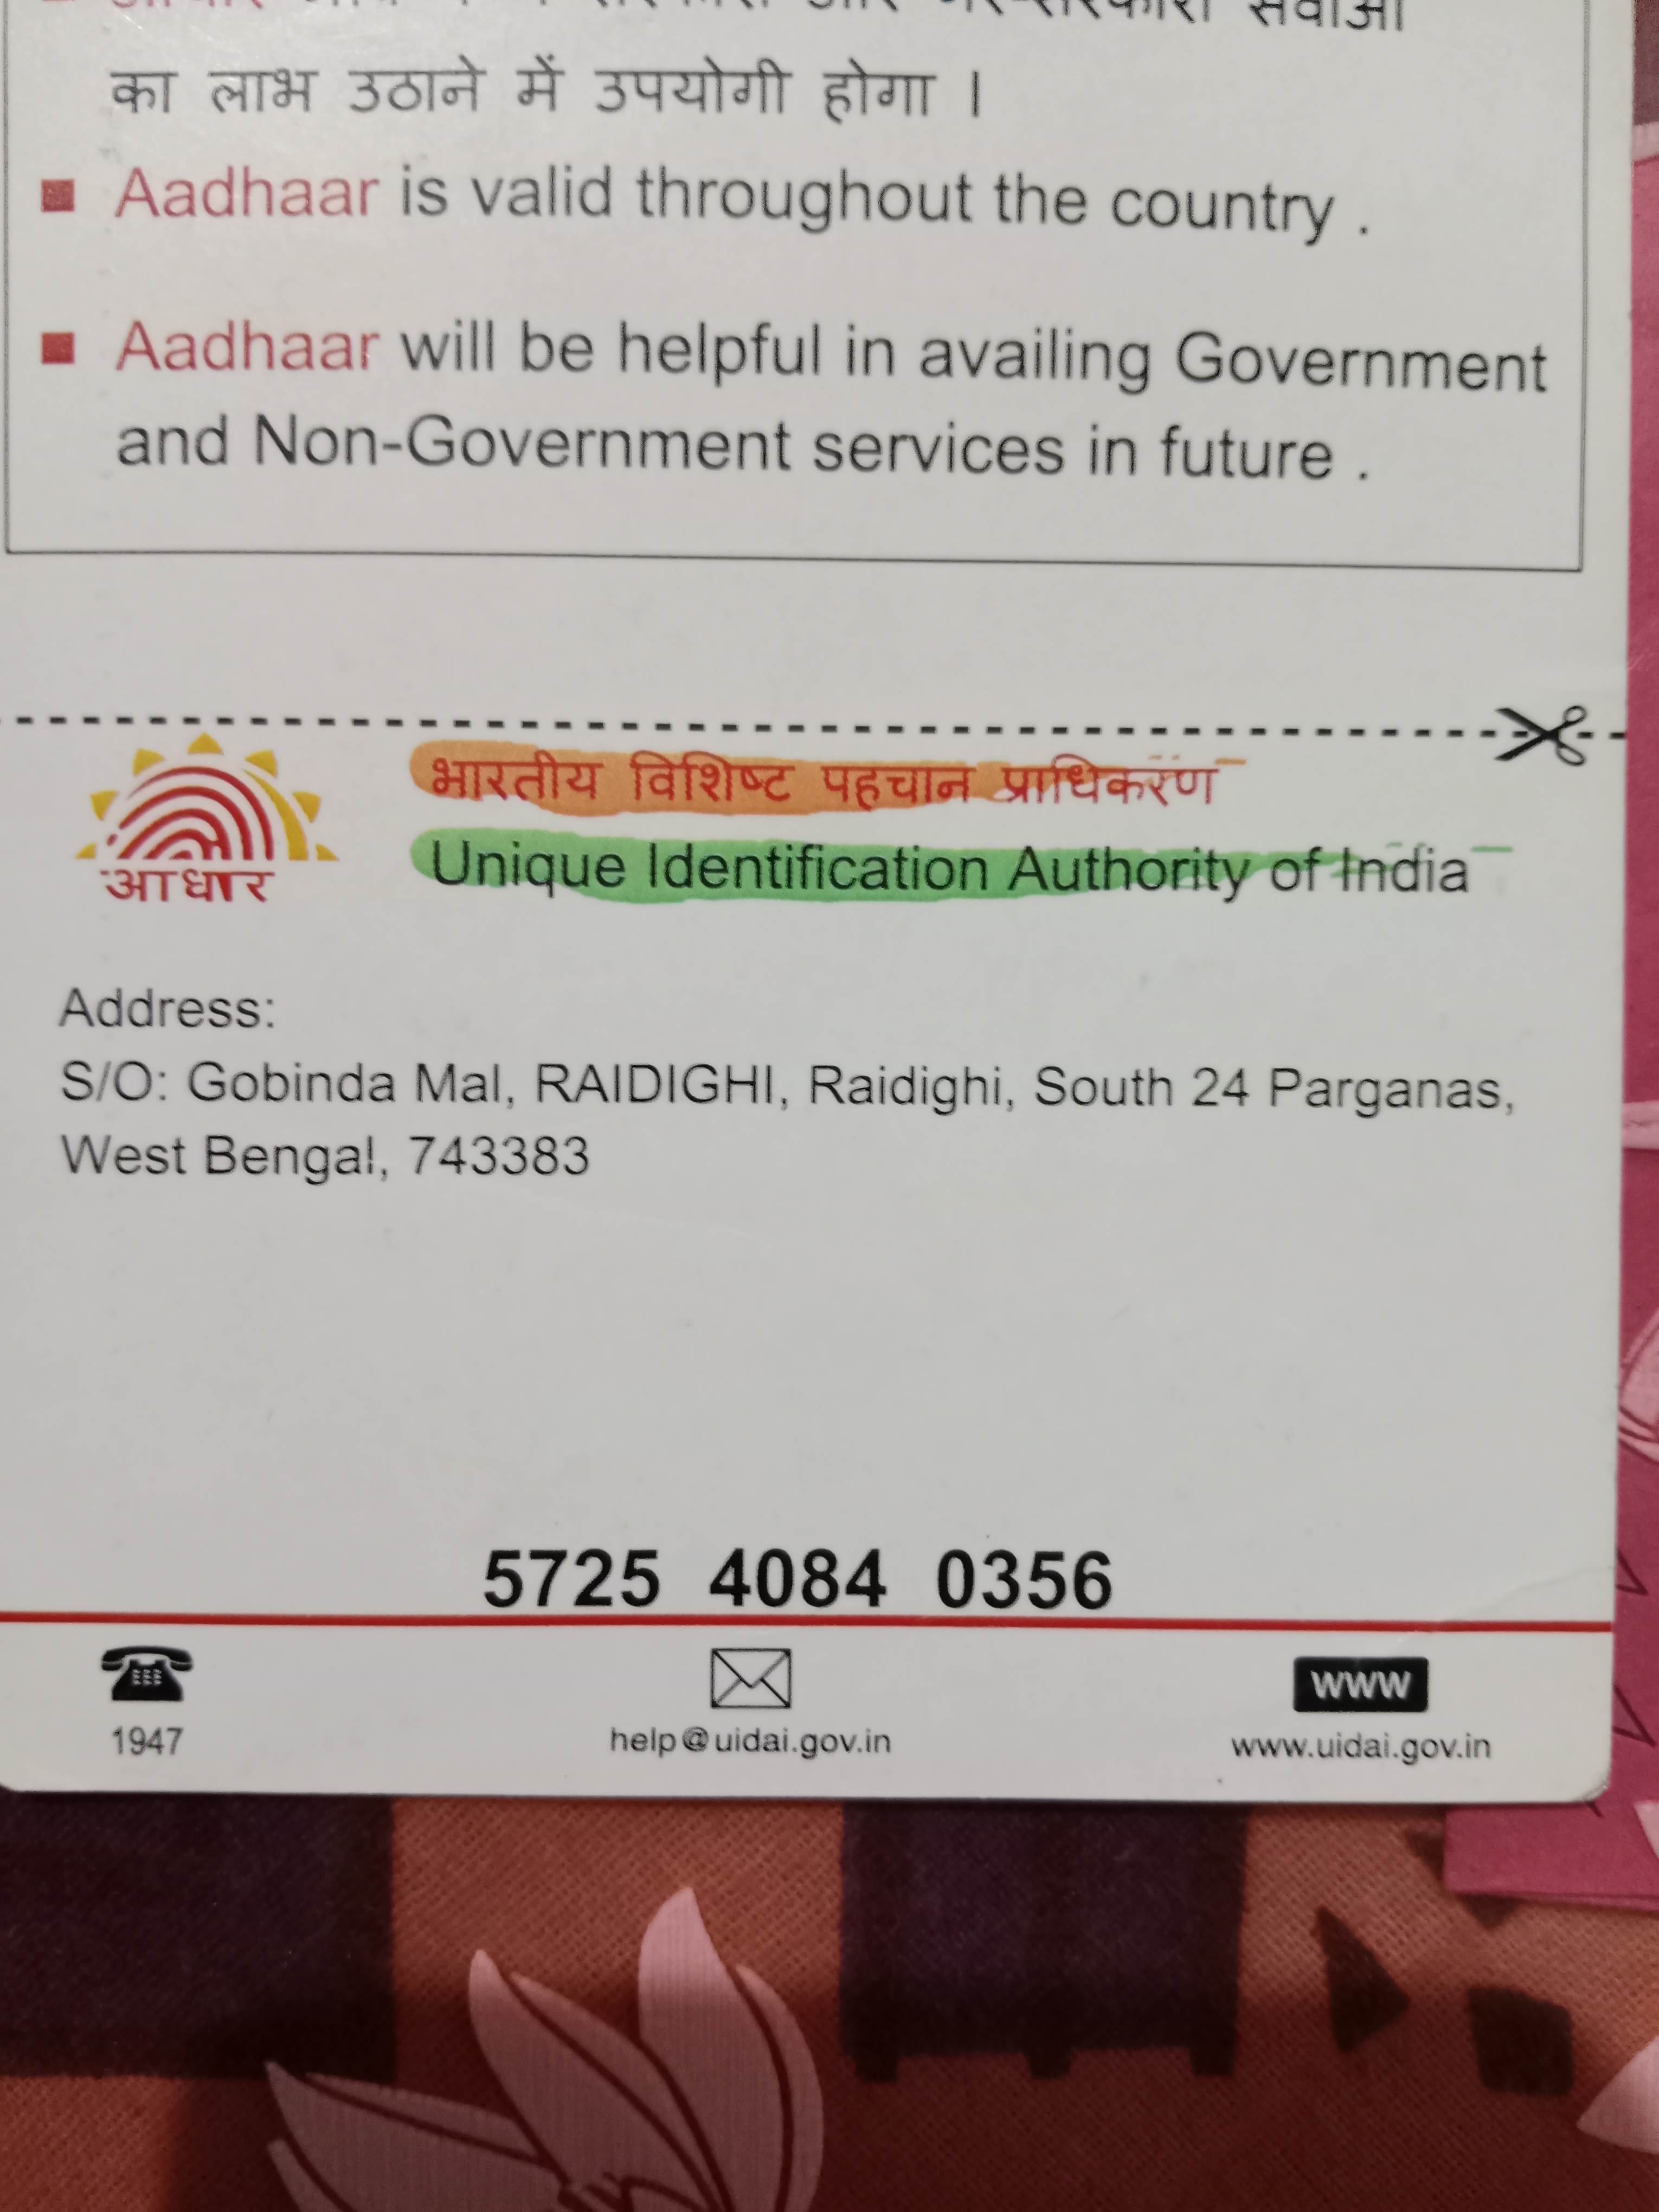 का लाभ उठाने में उपयोगी होगा ।
■ Aadhaar is valid throughout the country .
■ Aadhaar will be helpful in availing Government
and Non-Government services in future .
भारतीय विशिष्ट पहचान प्राधिकरण
Unique Identification Authority of India
आधार
Address:
S/O: Gobinda Mal, RAIDIGHI, Raidighi, South 24 Parganas,
West Bengal, 743383
5725 4084 0356
www
1947
help@uidai.gov.in
www.uidai.gov.in